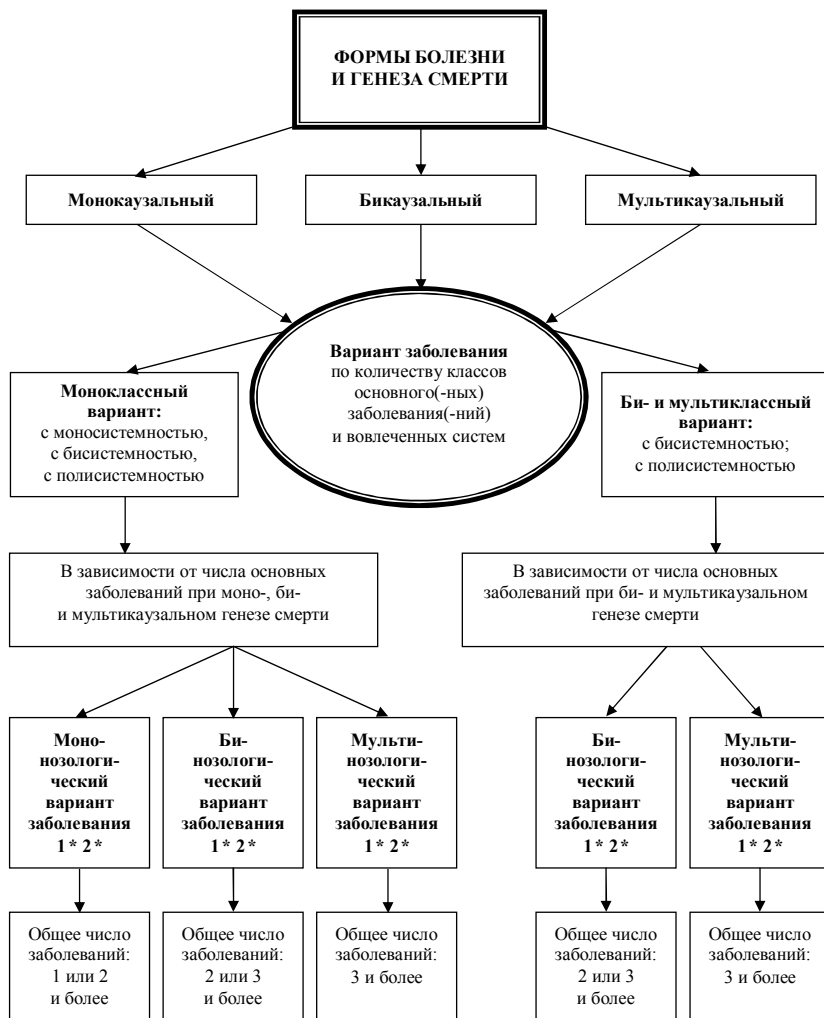 ФОРМЫ БОЛЕЗНИ
И ГЕНЕЗА СМЕРТИ
Монокаузальный
Бикаузальный
Мультикаузальный
Вариант заболевания
по количеству классов
основного(-ных)
заболевания(-ний)
и вовлеченных систем
Моноклассный
вариант:
с моносистемностью,
с бисистемностью,
с полисистемностью
Би- и мультиклассный
вариант:
с бисистемностью;
с полисистемностью
В зависимости от числа основных
заболеваний при моно-, би-
и мультикаузальном генезе смерти
В зависимости от числа основных
заболеваний при би- и мультикаузальном
генезе смерти
Моно-
нозологи-
ческий
вариант
заболевания
1* 2*
Би-
нозологи-
ческий
вариант
заболевания
1* 2*
Мульти-
нозологи-
ческий
вариант
заболевания
1* 2*
Би-
нозологи-
ческий
вариант
заболевания
1* 2*
Мульти-
нозологи-
ческий
вариант
заболевания
1* 2*
Общее число
заболеваний:
1 или 2
и более
Общее число
заболеваний:
2 или 3
и более
Общее число
заболеваний:
3 и более
Общее число
заболеваний:
2 или 3
и более
Общее число
заболеваний:
3 и более